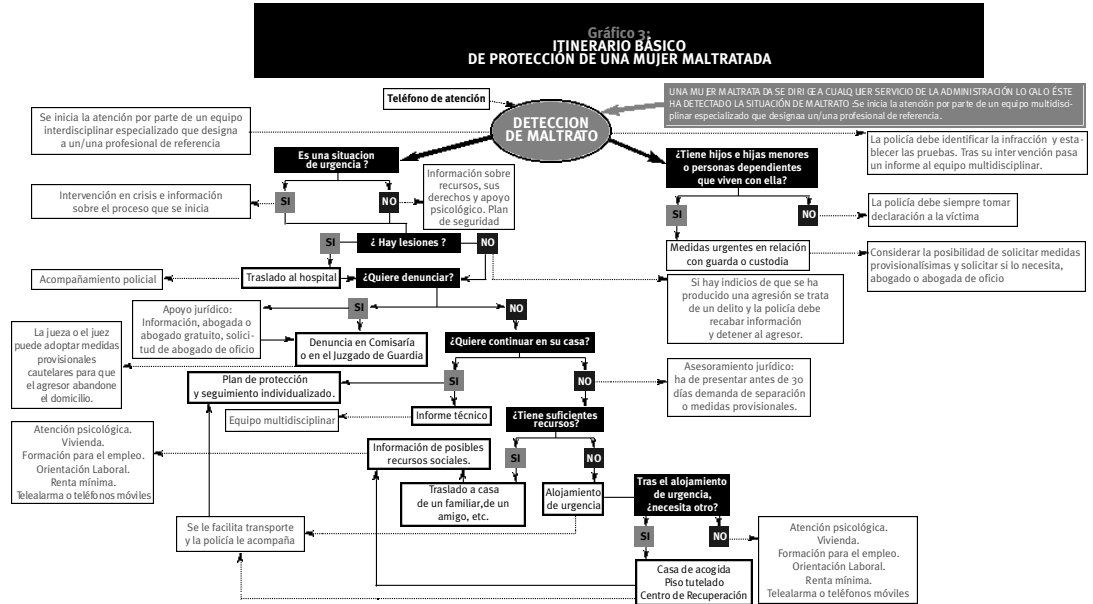 Gráfico 3:
ITINERARIO BÁSICO
DE PROTECCIÓN DE UNA MUJER MALTRATADA
Teléfono de atención
UNA MUJER MALTRATADA SE DIRIGE A CUALQUIER SERVICIO DE LA ADMINISTRACIÓN LOCAL O ÉSTE
HA DETECTADO LA SITUACIÓN DE MALTRATO :Se inicia la atención por parte de un equipo multidisci-
plinar especializado que designaa un/una profesional de referencia.
Se inicia la atención por parte de un equipo
interdisciplinar especializado que designa
a un/una profesional de referencia
DETECCION
DE MALTRATO
La policía debe identificar la infracción y esta-
blecer las pruebas. Tras su intervención pasa
un informe al equipo multidisciplinar.
Es una situacion
de urgencia ?
¿Tiene hijos e hijas menores
o personas dependientes
que viven con ella?
Información sobre
recursos, sus
derechos y apoyo
psicológico. Plan
de seguridad
Intervención en crisis e información
sobre el proceso que se inicia
SI
NO
SI
NO
La policía debe siempre tomar
declaración a la víctima
SI
¿ Hay lesiones ?
NO
Medidas urgentes en relación
con guarda o custodia
Considerar la posibilidad de solicitar medidas
provisionalísimas y solicitar si lo necesita,
abogado o abogada de oficio
Acompañamiento policial
Traslado al hospital
¿Quiere denunciar?
Si hay indicios de que se ha
producido una agresión se trata
de un delito y la policía debe
recabar información
y detener al agresor.
Apoyo jurídico:
Información, abogada o
abogado gratuito, solici-
tud de abogado de oficio
SI
NO
La jueza o el juez
puede adoptar medidas
provisionales
cautelares para que
el agresor abandone
el domicilio.
Denuncia en Comisaría
o en el Juzgado de Guardia
¿Quiere continuar en su casa?
Plan de protección
y seguimiento individualizado.
SI
NO
Asesoramiento jurídico:
ha de presentar antes de 30
días demanda de separación
o medidas provisionales.
Equipo multidisciplinar
Informe técnico
¿Tiene suficientes
recursos?
Atención psicológica.
Vivienda.
Formación para el empleo.
Orientación Laboral.
Renta mínima.
Telealarma o teléfonos móviles
Información de posibles
recursos sociales.
SI
NO
Traslado a casa
de un familiar,de un
amigo, etc.
Alojamiento
de urgencia
Tras el alojamiento
de urgencia,
¿necesita otro?
Se le facilita transporte
y la policía le acompaña
SI
NO
Atención psicológica.
Vivienda.
Formación para el empleo.
Orientación Laboral.
Renta mínima.
Telealarma o teléfonos móviles
Casa de acogida
Piso tutelado
Centro de Recuperación